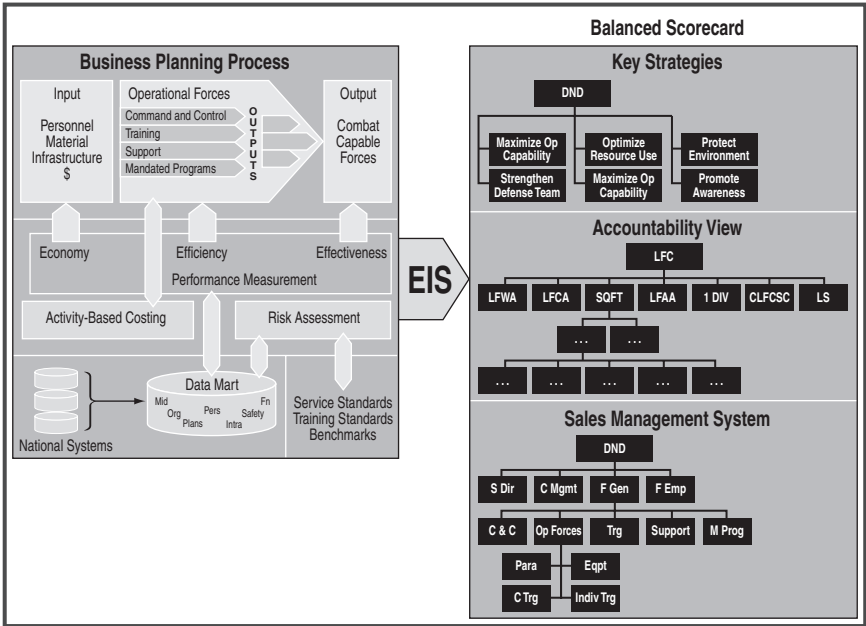 Balanced Scorecard
Business Planning Process
Input
Personnel
Material
Infrastructure
$
Operational Forces
Command and Control
Training
Support
Mandated Programs
OUTPUTS
Output
Combat
Capable
Forces
Economy
Efficiency
Effectiveness
Performance Measurement
Activity-Based Costing
Risk Assessment
National Systems
Data Mart
Mid
Org
Plans
Pers
Intra
Safety
Fn
Service Standards
Training Standards
Benchmarks
EIS
Key Strategies
DND
Maximize Op
Capability
Optimize
Resource Use
Protect
Environment
Strengthen
Defense Team
Maximize Op
Capability
Promote
Awareness
Accountability View
LFC
LFWA LFCA SQFT LFAA 1 DIV CLFCSC LS
... ...
... ... ... ... ...
Sales Management System
DND
S Dir C Mgmt F Gen F Emp
C & C Op Forces Trg Support M Prog
Para Eqpt
C Trg Indiv Trg